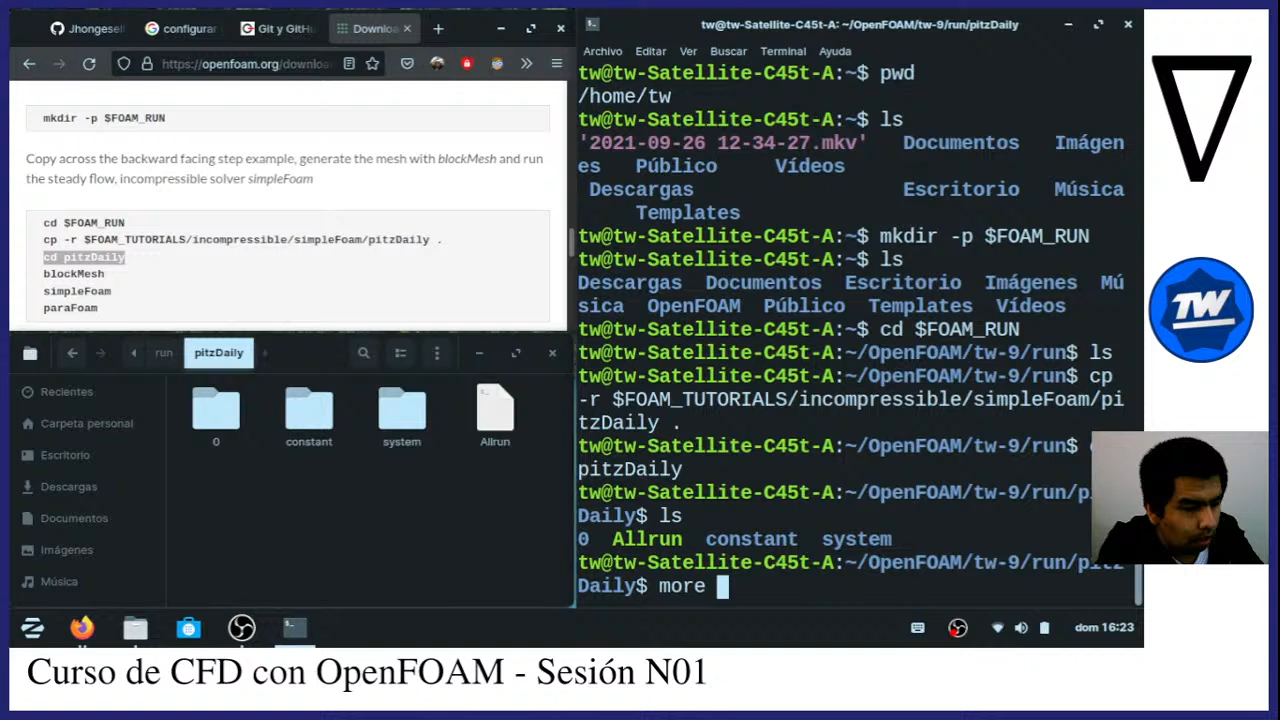 Jhongesell
configurar
Git y GitHu
Downloa
https://openfoam.org/downloa
mkdir -p $FOAM_RUN
Copy across the backward facing step example, generate the mesh with blockMesh and run
the steady flow, incompressible solver simpleFoam
cd $FOAM_RUN
cp -r $FOAM_TUTORIALS/incompressible/simpleFoam/pitzDaily .
cd pitzDaily
blockMesh
simpleFoam
paraFoam
run
pitzDaily
Recientes
Carpeta personal
Escritorio
Descargas
Documentos
Imágenes
Música
0
constant
system
Allrun
tw@tw-Satellite-C45t-A: ~/OpenFOAM/tw-9/run/pitzDaily
Archivo Editar Ver Buscar Terminal Ayuda
tw@tw-Satellite-C45t-A:~$ pwd
/home/tw
tw@tw-Satellite-C45t-A:~$ ls
'2021-09-26 12-34-27.mkv' Documentos Imágen
es Público Vídeos
Descargas Escritorio Música
Templates
tw@tw-Satellite-C45t-A:~$ mkdir -p $FOAM_RUN
tw@tw-Satellite-C45t-A:~$ ls
Descargas Documentos Escritorio Imágenes Mú
sica OpenFOAM Público Templates Vídeos
tw@tw-Satellite-C45t-A:~$ cd $FOAM_RUN
tw@tw-Satellite-C45t-A:~/OpenFOAM/tw-9/run$ ls
tw@tw-Satellite-C45t-A:~/OpenFOAM/tw-9/run$ cp
-r $FOAM_TUTORIALS/incompressible/simpleFoam/pi
tzDaily .
tw@tw-Satellite-C45t-A:~/OpenFOAM/tw-9/run$
pitzDaily
tw@tw-Satellite-C45t-A:~/OpenFOAM/tw-9/run/p
Daily$ ls
0 Allrun constant system
tw@tw-Satellite-C45t-A:~/OpenFOAM/tw-9/run/pitz
Daily$ more
TW
dom 16:23
Curso de CFD con OpenFOAM - Sesión N01